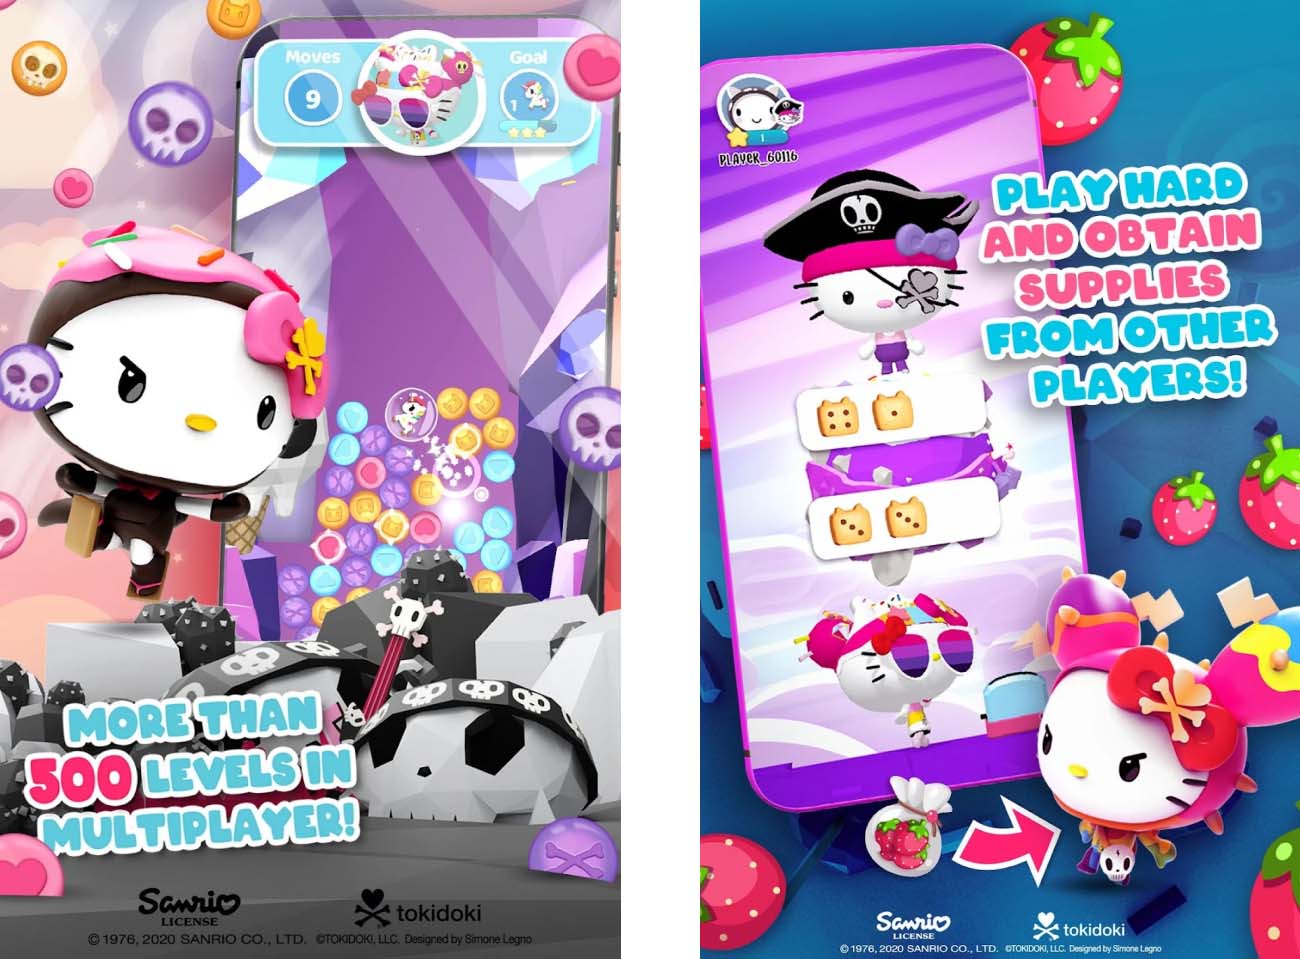 Moves
Goal
9
1
MORE THAN
500 LEVELS IN
MULTIPLAYER!
Sanrio
LICENSE
tokidoki
© 1976, 2020 SANRIO CO., LTD. ©TOKIDOKI, LLC. Designed by Simone Legno
1
PLAYER_60116
PLAY HARD
AND OBTAIN
SUPPLIES
FROM OTHER
PLAYERS!
Sanrio
LICENSE
tokidoki
© 1976, 2020 SANRIO CO., LTD. ©TOKIDOKI, LLC. Designed by Simone Legno